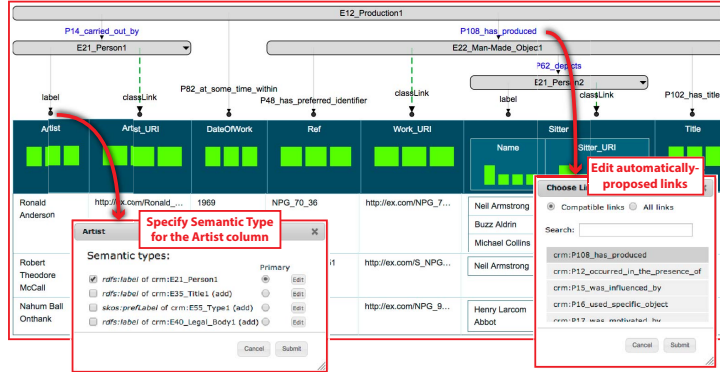 E12_Production1
P14_carried_out_by
P108_has_produced
E21_Person1
E22_Man-Made_Objec1
P62_depicts
E21_Person2
P82_at_some_time_within
P48_has_preferred_identifier
P102_has_title
label
classLink
classLink
label
classLink
Artist
Artist_URI
DateOfWork
Ref
Work_URI
Sitter
Title
Name
Sitter_URI
Edit automatically-
proposed links
Ronald
Anderson
http://ex.com/Ronald_...
1969
NPG_70_36
http://ex.com/NPG_7...
Neil Armstrong
Buzz Aldrin
Michael Collins
Specify Semantic Type
for the Artist column
Robert
Theodore
McCall
http://ex.com/S_NPG...
Neil Armstrong
Nahum Ball
Onthank
http://ex.com/NPG_9...
Henry Larcom
Abbot
Artist
Semantic types:
Primary
rdfs:label of crm:E21_Person1
Edit
rdfs:label of crm:E35_Title1 (add)
Edit
skos:prefLabel of crm:E55_Type1 (add)
Edit
rdfs:label of crm:E40_Legal_Body1 (add)
Edit
Cancel
Submit
Choose Li
Compatible links
All links
Search:
crm:P108_has_produced
crm:P12_occurred_in_the_presence_of
crm:P15_was_influenced_by
crm:P16_used_specific_object
crm:P17_was_motivated_by
Cancel
Submit